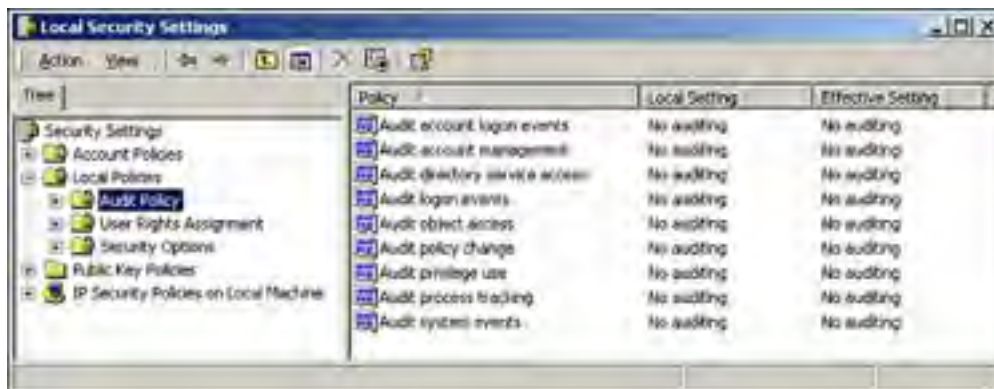 Local Security Settings
Action View
Tree
Security Settings
Account Policies
Local Policies
Audit Policy
User Rights Assignment
Security Options
Public Key Policies
IP Security Policies on Local Machine
Policy Local Setting Effective Setting
Audit account logon events No auditing No auditing
Audit account management No auditing No auditing
Audit directory service access No auditing No auditing
Audit logon events No auditing No auditing
Audit object access No auditing No auditing
Audit policy change No auditing No auditing
Audit privilege use No auditing No auditing
Audit process tracking No auditing No auditing
Audit system events No auditing No auditing